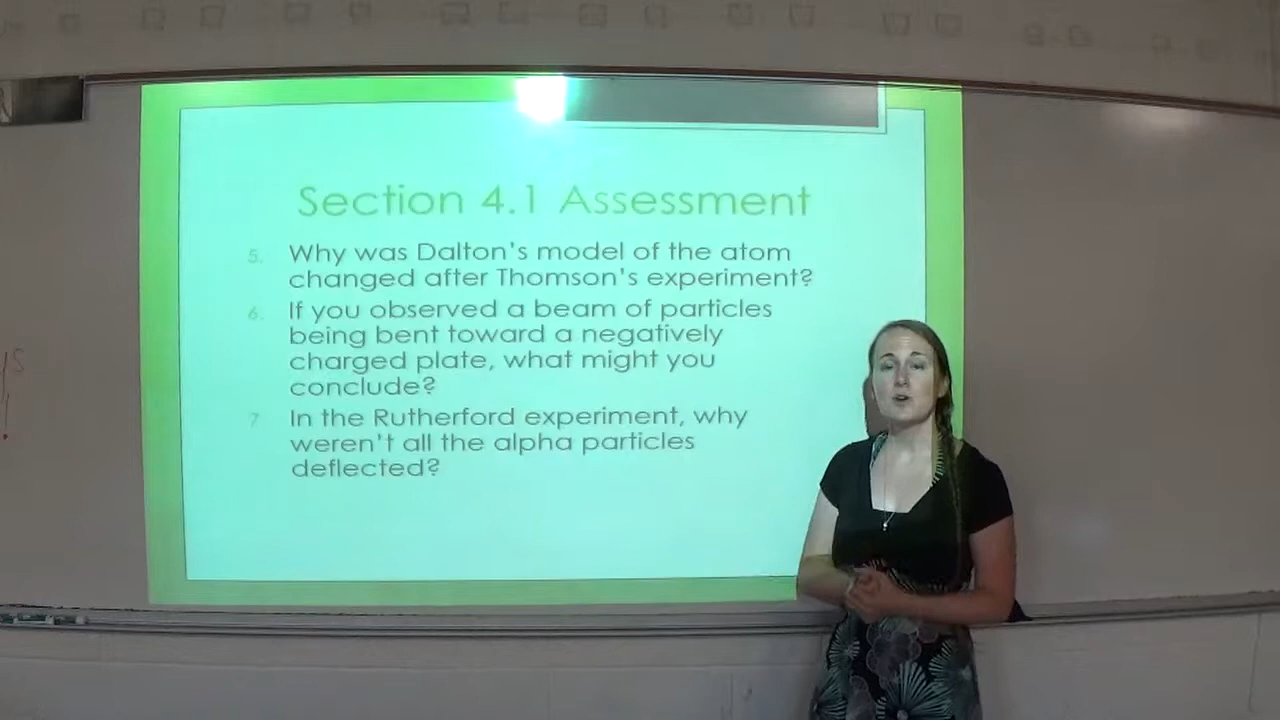 Section 4.1 Assessment
5. Why was Dalton's model of the atom
changed after Thomson's experiment?
6. If you observed a beam of particles
being bent toward a negatively
charged plate, what might you
conclude?
7 In the Rutherford experiment, why
weren't all the alpha particles
deflected?